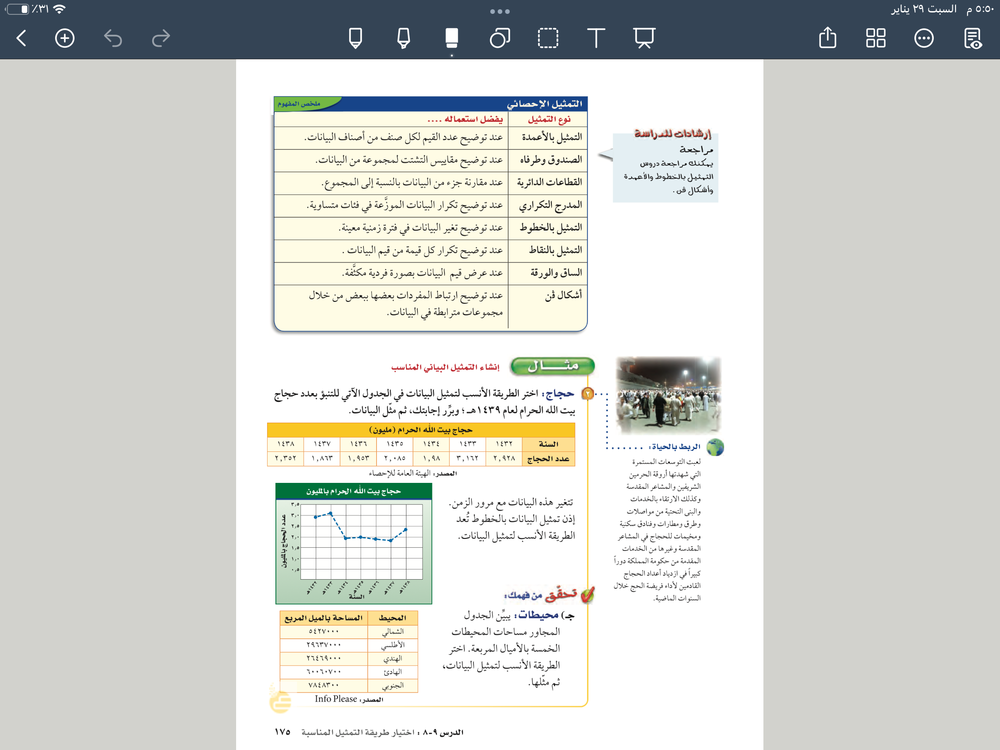 ٥:٥٠ م السبت ٢٩ يناير
٪٣١
التمثيل الإحصائي
ملخص المفهوم
نوع التمثيل يفضل استعماله ....
التمثيل بالأعمدة عند توضيح عدد القيم لكل صنف من أصناف البيانات.
الصندوق وطرفاه عند توضيح مقاييس التشتت لمجموعة من البيانات.
القطاعات الدائرية عند مقارنة جزء من البيانات بالنسبة إلى المجموع.
المدرج التكراري عند توضيح تكرار البيانات الموزَّعة في فئات متساوية.
التمثيل بالخطوط عند توضيح تغير البيانات في فترة زمنية معينة.
التمثيل بالنقاط عند توضيح تكرار كل قيمة من قيم البيانات .
الساق والورقة عند عرض قيم البيانات بصورة فردية مكثَّفة.
أشكال ڤن عند توضيح ارتباط المفردات بعضها ببعض من خلال
مجموعات مترابطة في البيانات.
إرشادات للدراسة
مراجعة
يمكنك مراجعة دروس
التمثيل بالخطوط والأعمدة
وأشكال ڤن .
مثـــال
إنشاء التمثيل البياني المناسب
٢ حجاج: اختر الطريقة الأنسب لتمثيل البيانات في الجدول الآتي للتنبؤ بعدد حجاج
بيت الله الحرام لعام ١٤٣٩هـ ؛ وبرِّر إجابتك، ثم مثّل البيانات.
حجاج بيت الله الحرام (مليون)
السنة ١٤٣٢ ١٤٣٣ ١٤٣٤ ١٤٣٥ ١٤٣٦ ١٤٣٧ ١٤٣٨
عدد الحجاج ٢,٩٢٨ ٣,١٦٢ ١,٩٨ ٢,٠٨٥ ١,٩٥٣ ١,٨٦٣ ٢,٣٥٢
المصدر: الهيئة العامة للإحصاء
تتغير هذه البيانات مع مرور الزمن.
إذن تمثيل البيانات بالخطوط تُعد
الطريقة الأنسب لتمثيل البيانات.
حجاج بيت الله الحرام بالمليون
عدد الحجاج بالمليون
٣,٥
٣,٠
٢,٥
٢,٠
١,٥
١,٠
٠,٥
١٤٣٢هـ ١٤٣٣هـ ١٤٣٤هـ ١٤٣٥هـ ١٤٣٦هـ ١٤٣٧هـ ١٤٣٨هـ
السنة
الربط بالحياة:
لعبت التوسعات المستمرة
التي شهدتها أروقة الحرمين
الشريفين والمشاعر المقدسة
وكذلك الارتقاء بالخدمات
والبنى التحتية من مواصلات
وطرق ومطارات وفنادق سكنية
ومخيمات للحجاج في المشاعر
المقدسة وغيرها من الخدمات
المقدمة من حكومة المملكة دوراً
كبيراً في ازدياد أعداد الحجاج
القادمين لأداء فريضة الحج خلال
السنوات الماضية.
تحقّق من فهمك:
جـ) محيطات: يبيِّن الجدول
المجاور مساحات المحيطات
الخمسة بالأميال المربعة. اختر
الطريقة الأنسب لتمثيل البيانات،
ثم مثّلها.
المحيط المساحة بالميل المربع
الشمالي ٥٤٢٧٠٠٠
الأطلسي ٢٩٦٣٧٠٠٠
الهندي ٢٦٤٦٩٠٠٠
الهادئ ٦٠٠٦٠٧٠٠
الجنوبي ٧٨٤٨٣٠٠
المصدر: Info Please
الدرس ٩-٨ : اختيار طريقة التمثيل المناسبة ١٧٥